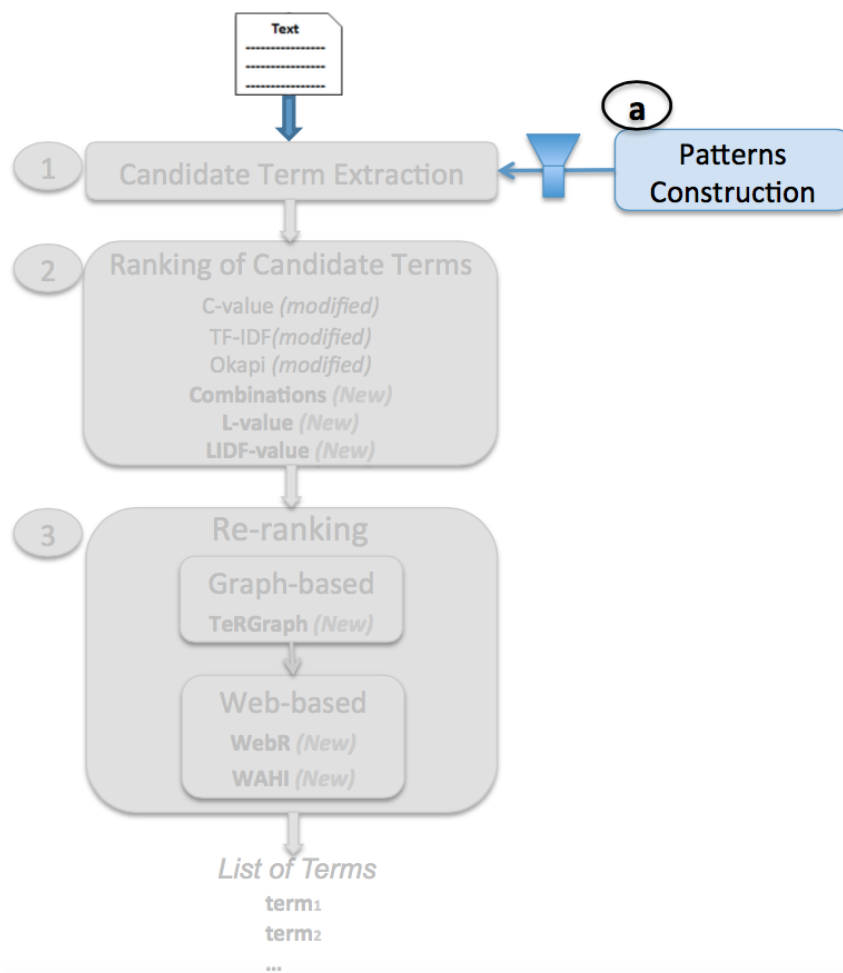 Text
a
Patterns
Construction
1
Candidate Term Extraction
2
Ranking of Candidate Terms
C-value (modified)
TF-IDF(modified)
Okapi (modified)
Combinations (New)
L-value (New)
LIDF-value (New)
3
Re-ranking
Graph-based
TeRGraph (New)
Web-based
WebR (New)
WAHI (New)
List of Terms
term1
term2
...